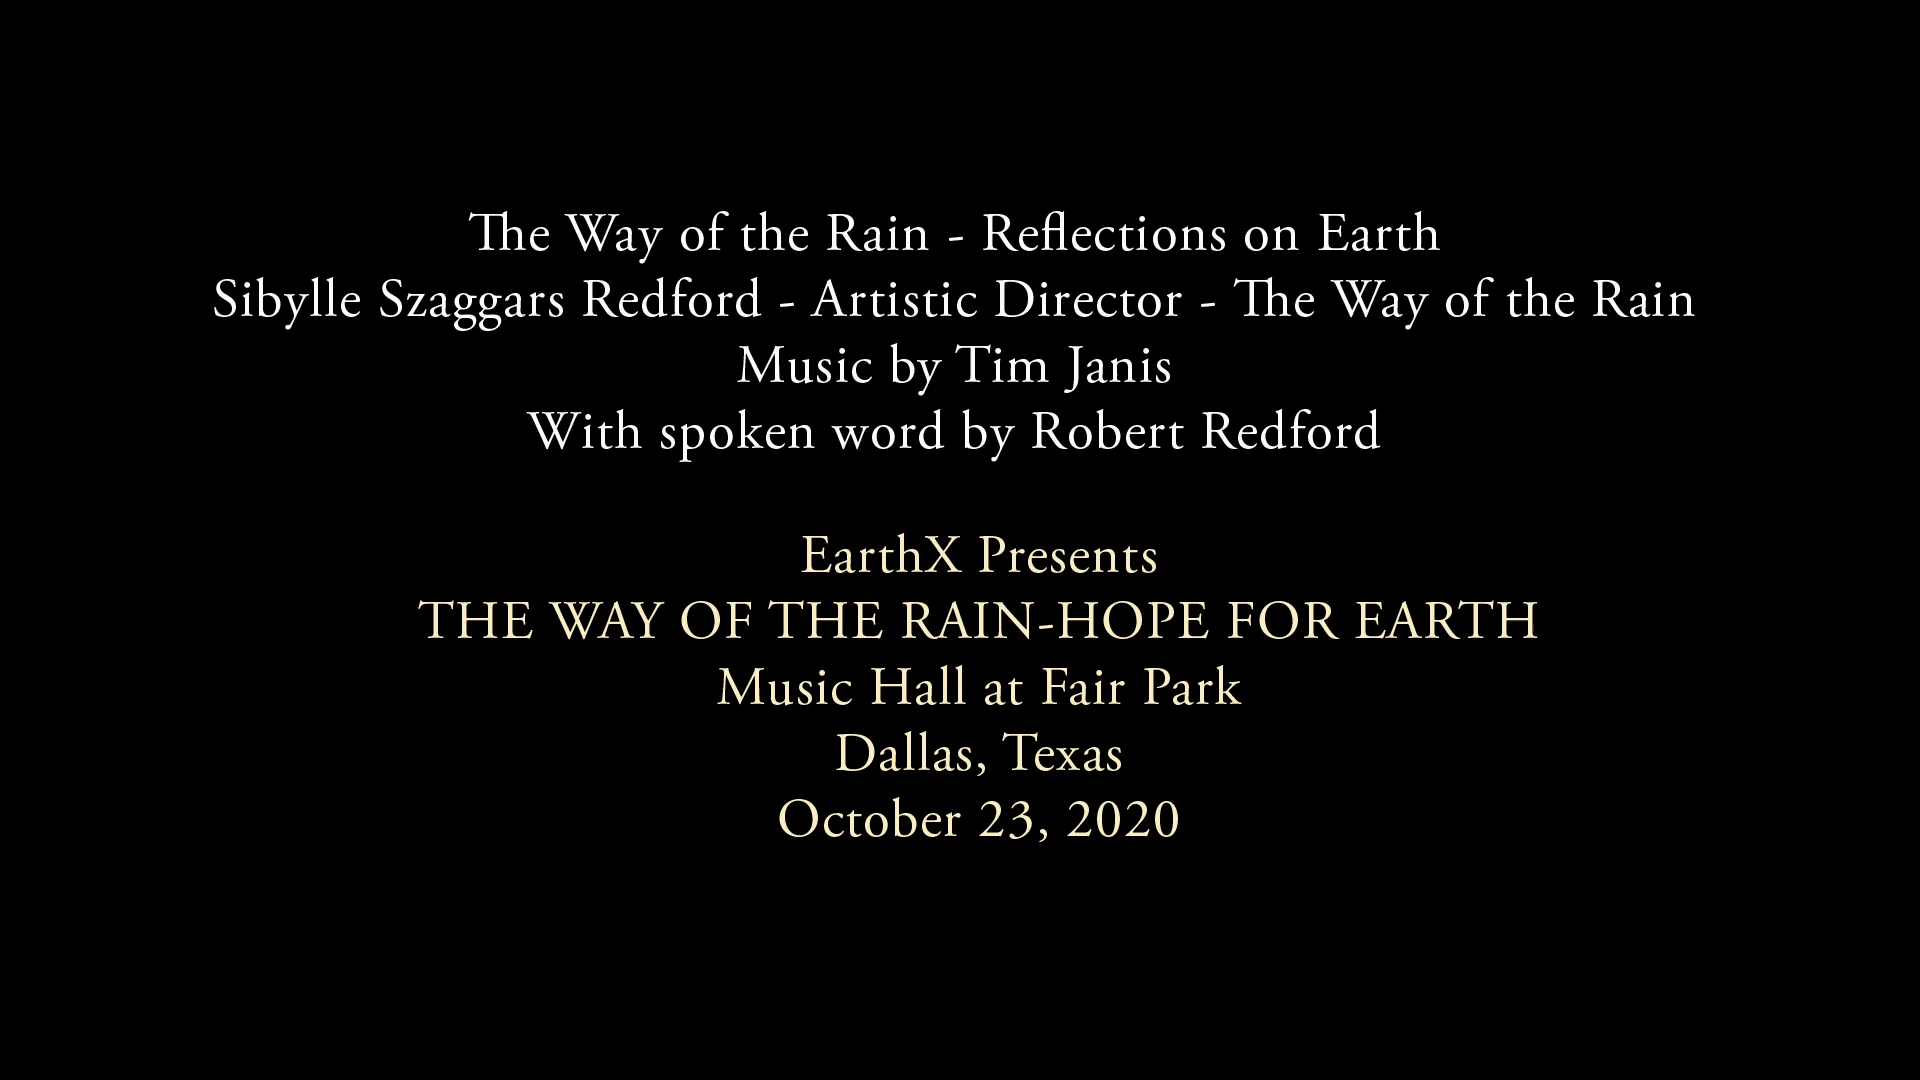 The Way of the Rain - Reflections on Earth
Sibylle Szaggars Redford - Artistic Director - The Way of the Rain
Music by Tim Janis
With spoken word by Robert Redford
EarthX Presents
THE WAY OF THE RAIN-HOPE FOR EARTH
Music Hall at Fair Park
Dallas, Texas
October 23, 2020